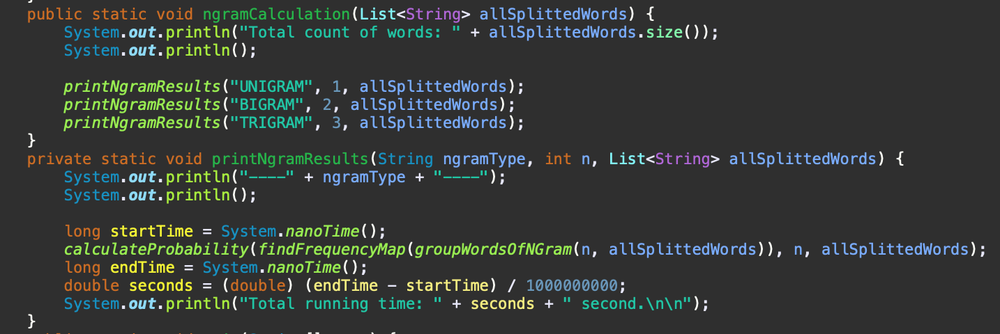 public static void ngramCalculation(List<String> allSplittedWords) {
    System.out.println("Total count of words: " + allSplittedWords.size());
    System.out.println();

    printNgramResults("UNIGRAM", 1, allSplittedWords);
    printNgramResults("BIGRAM", 2, allSplittedWords);
    printNgramResults("TRIGRAM", 3, allSplittedWords);
}
private static void printNgramResults(String ngramType, int n, List<String> allSplittedWords) {
    System.out.println("----" + ngramType + "----");
    System.out.println();

    long startTime = System.nanoTime();
    calculateProbability(findFrequencyMap(groupWordsOfNGram(n, allSplittedWords)), n, allSplittedWords);
    long endTime = System.nanoTime();
    double seconds = (double) (endTime - startTime) / 1000000000;
    System.out.println("Total running time: " + seconds + " second.\n\n");
}